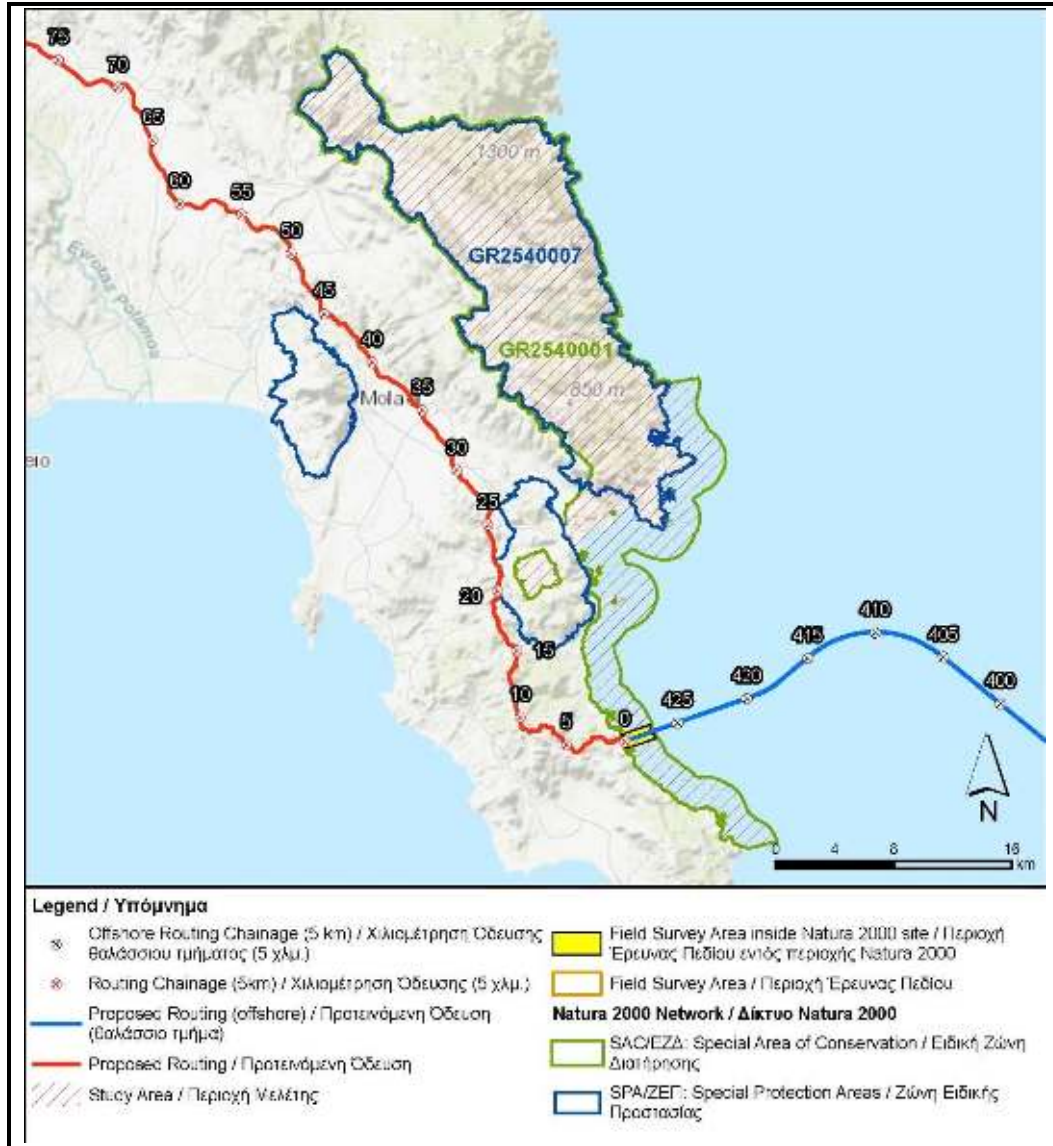 75
70
65
60
55
50
45
40
35
30
25
20
15
10
5
0
1300 m
GR2540007
GR2540001
850 m
Ewotas Potamos
Mola
eio
425
420
415
410
405
400
N
0 4 8 16
km
Legend / Υπόμνημα
Offshore Routing Chainage (5 km) / Χιλιομέτρηση Όδευσης
θαλάσσιου τμήματος (5 χλμ.)
Routing Chainage (5km) / Χιλιομέτρηση Όδευσης (5 χλμ.)
Proposed Routing (offshore) / Προτεινόμενη Όδευση
(θαλάσσιο τμήμα)
Proposed Routing / Προτεινόμενη Όδευση
Study Area / Περιοχή Μελέτης
Field Survey Area inside Natura 2000 site / Περιοχή
Έρευνας Πεδίου εντός περιοχής Natura 2000
Field Survey Area / Περιοχή Έρευνας Πεδίου
Natura 2000 Network / Δίκτυο Natura 2000
SAC/ΕΖΔ: Special Area of Conservation / Ειδική Ζώνη
Διατήρησης
SPA/ΖΕΠ: Special Protection Areas / Ζώνη Ειδικής
Προστασίας